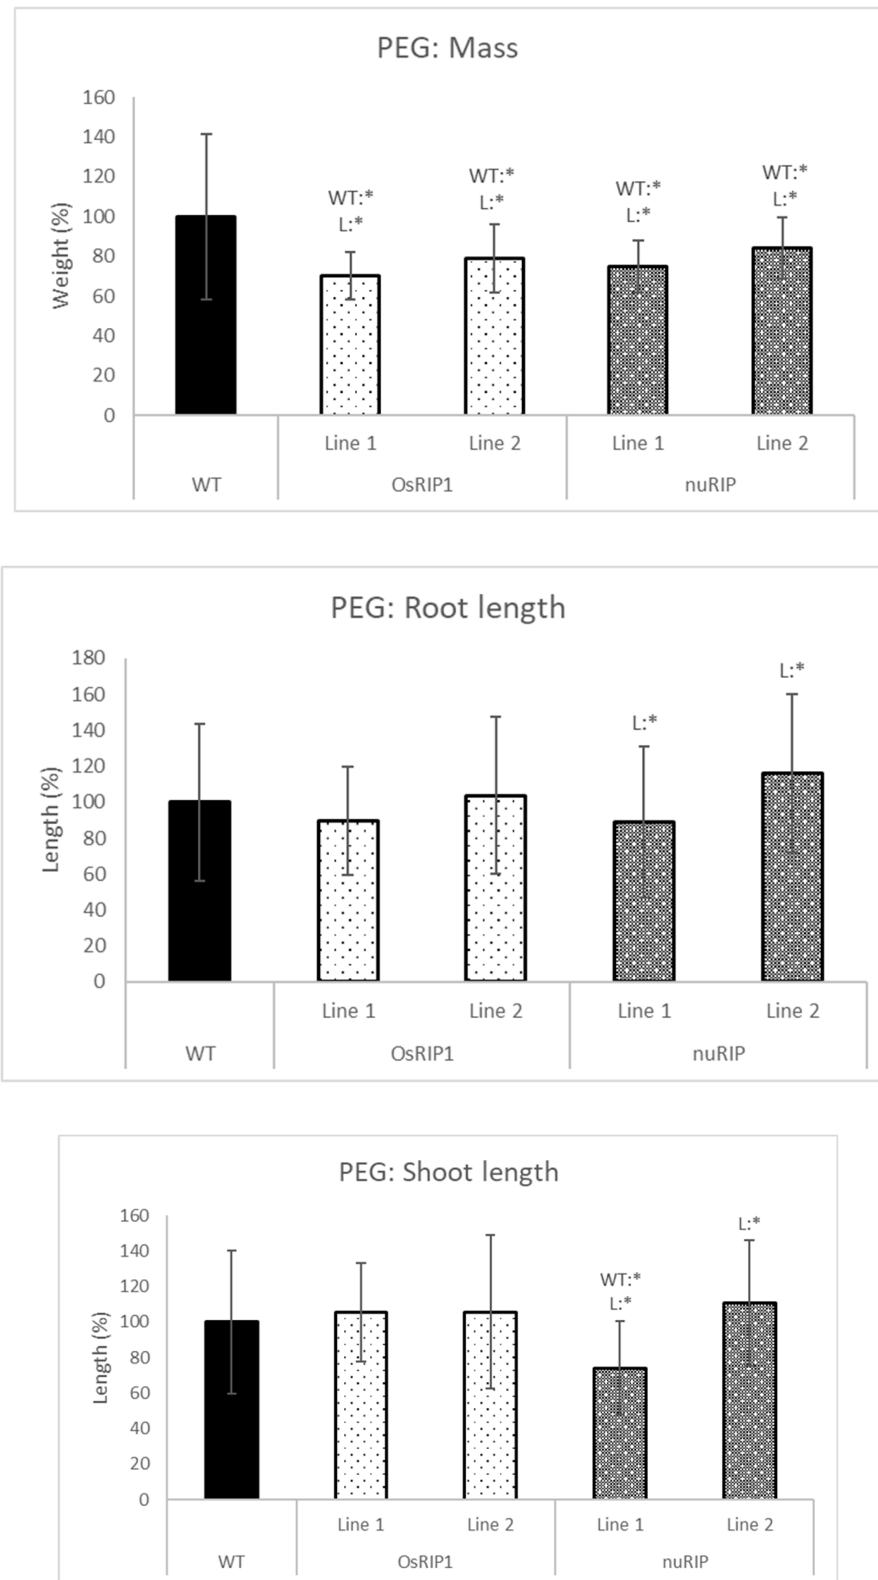 PEG: Mass
Weight (%)
160
140
120
100
80
60
40
20
0
WT:*
L:*
WT:*
L:*
WT:*
L:*
WT:*
L:*
Line 1 Line 2 Line 1 Line 2
WT OsRIP1 nuRIP
PEG: Root length
Length (%)
180
160
140
120
100
80
60
40
20
0
L:*
L:*
Line 1 Line 2 Line 1 Line 2
WT OsRIP1 nuRIP
PEG: Shoot length
Length (%)
160
140
120
100
80
60
40
20
0
WT:*
L:*
L:*
Line 1 Line 2 Line 1 Line 2
WT OsRIP1 nuRIP